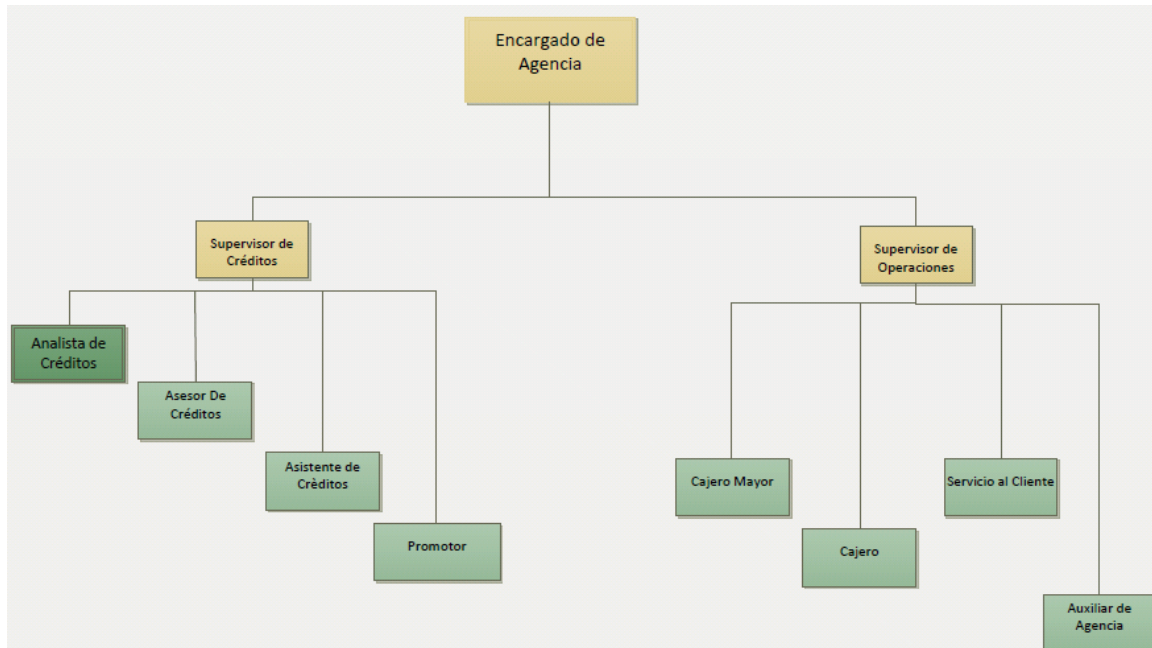 Encargado de
Agencia
Supervisor de
Créditos
Supervisor de
Operaciones
Analista de
Créditos
Asesor De
Créditos
Asistente de
Crèditos
Promotor
Cajero Mayor
Cajero
Servicio al Cliente
Auxiliar de
Agencia